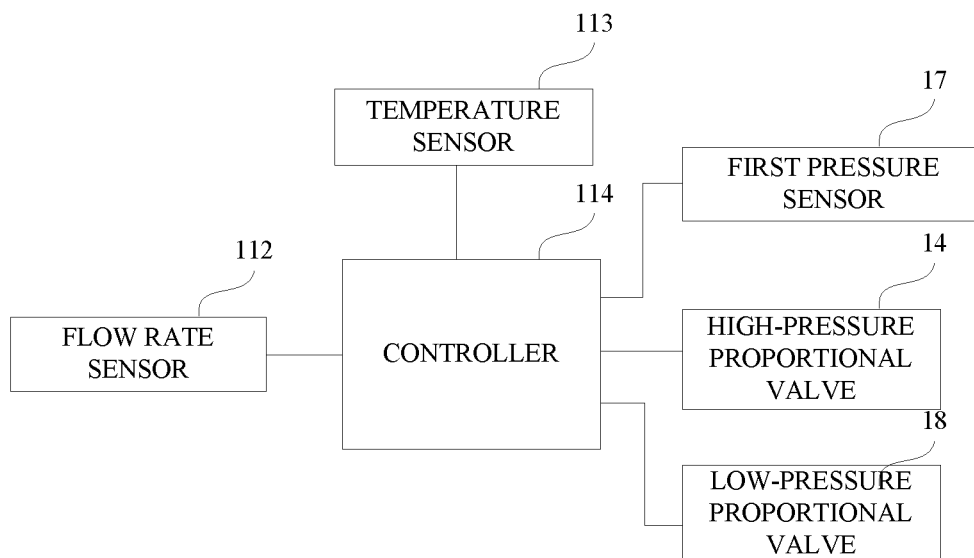 113
TEMPERATURE
SENSOR
17
FIRST PRESSURE
SENSOR
114
112
FLOW RATE
SENSOR
CONTROLLER
14
HIGH-PRESSURE
PROPORTIONAL
VALVE
18
LOW-PRESSURE
PROPORTIONAL
VALVE